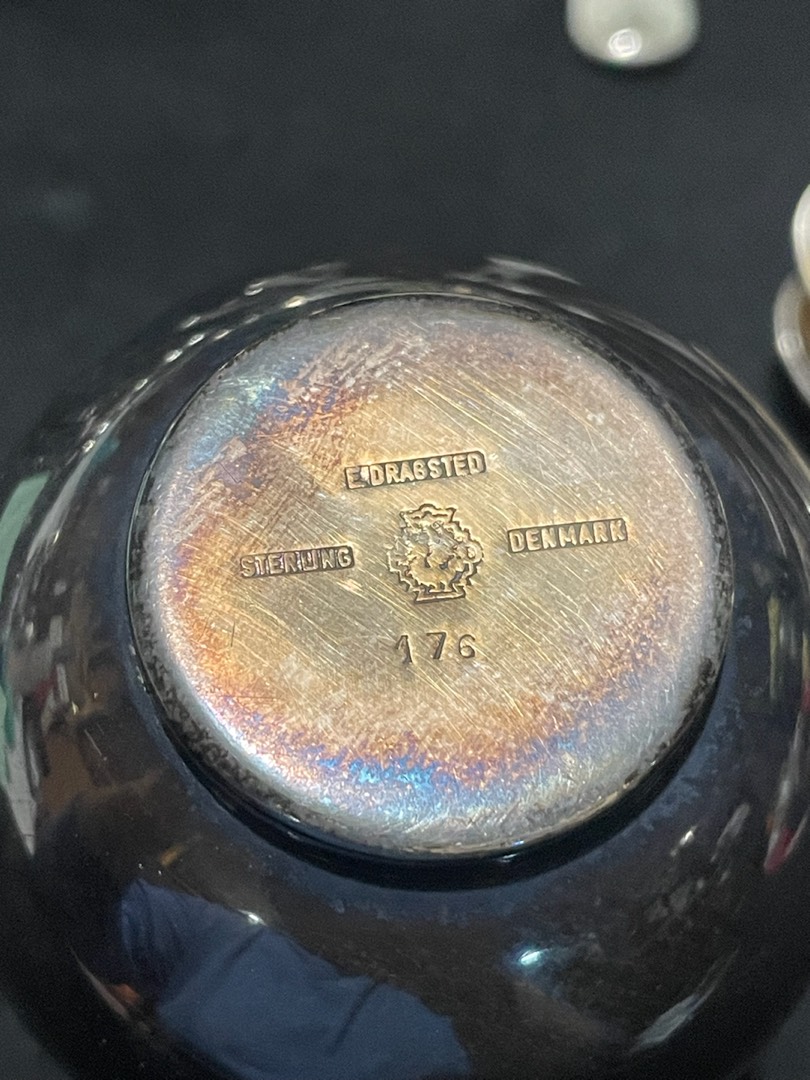 E.DRAGSTED
STERLING
DENMARK
176